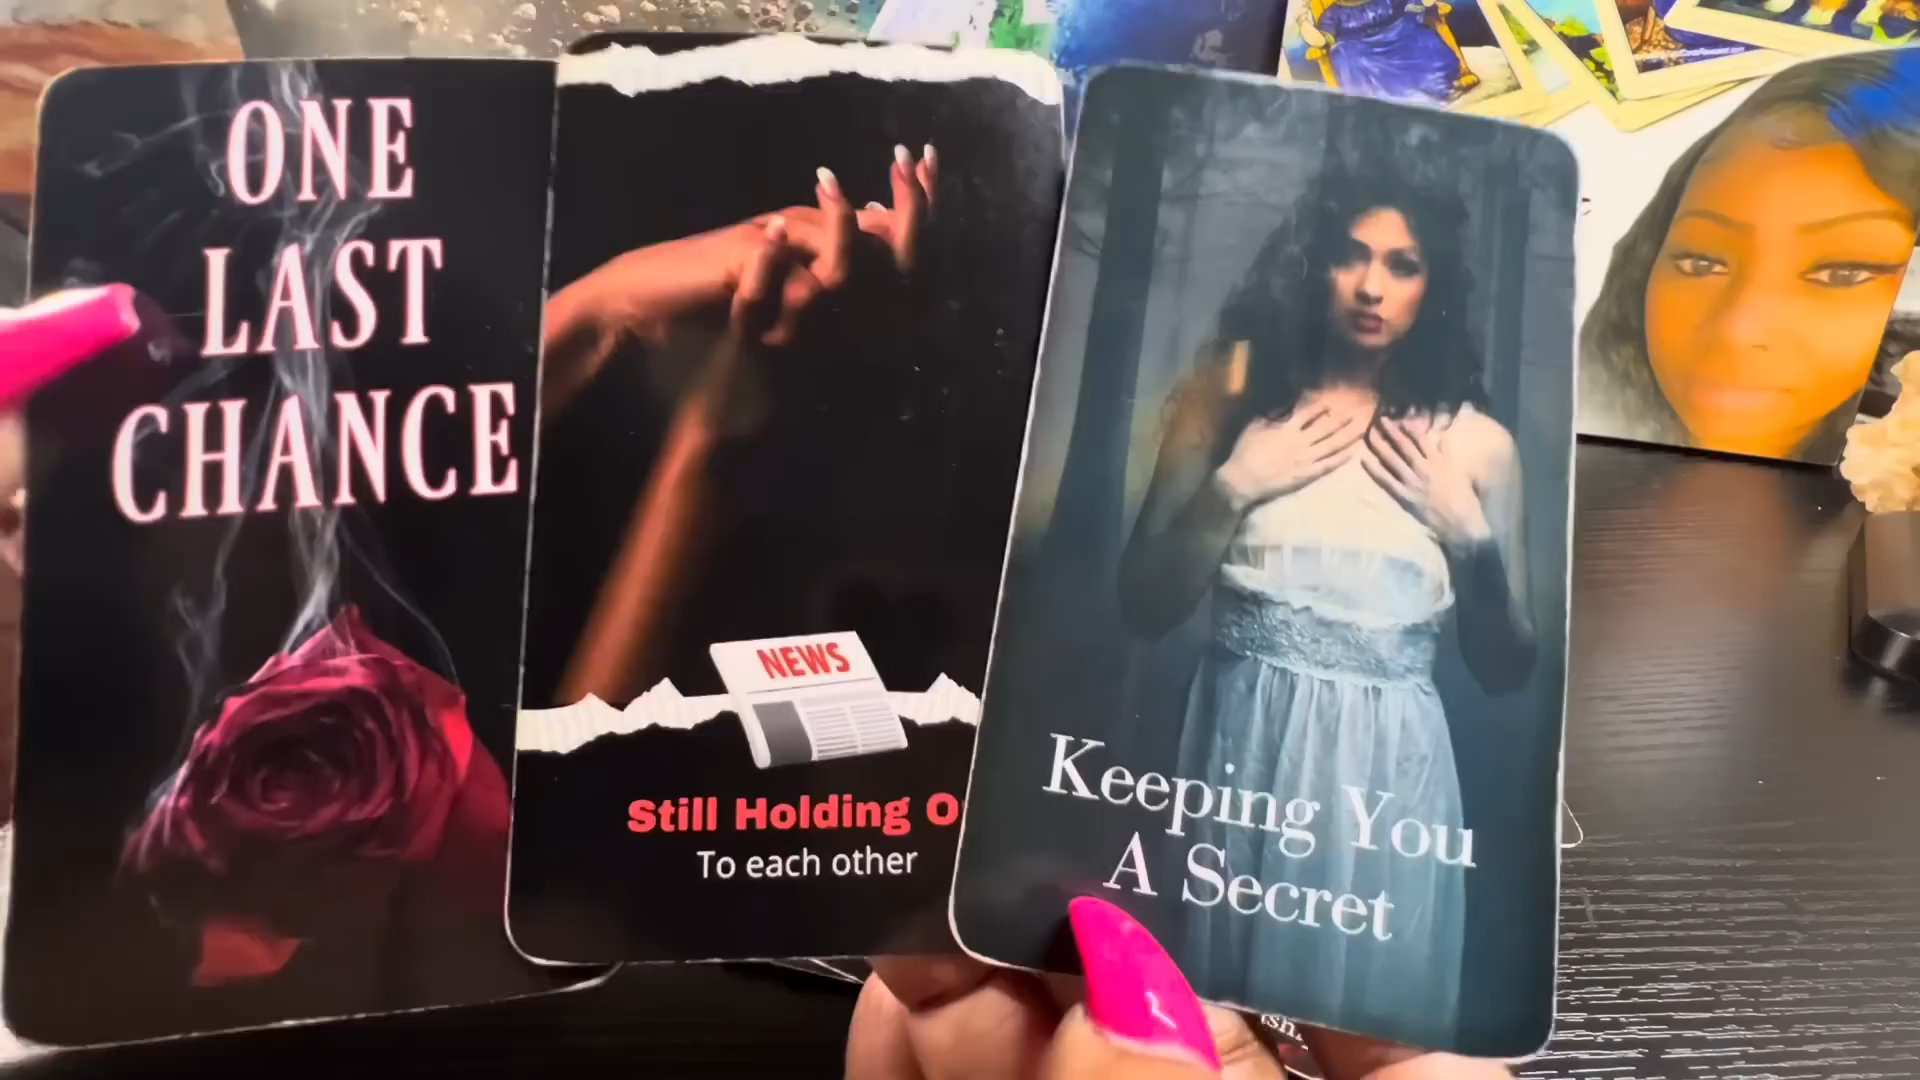 ONE
LAST
CHANCE
NEWS
Still Holding O
To each other
Keeping You
A Secret